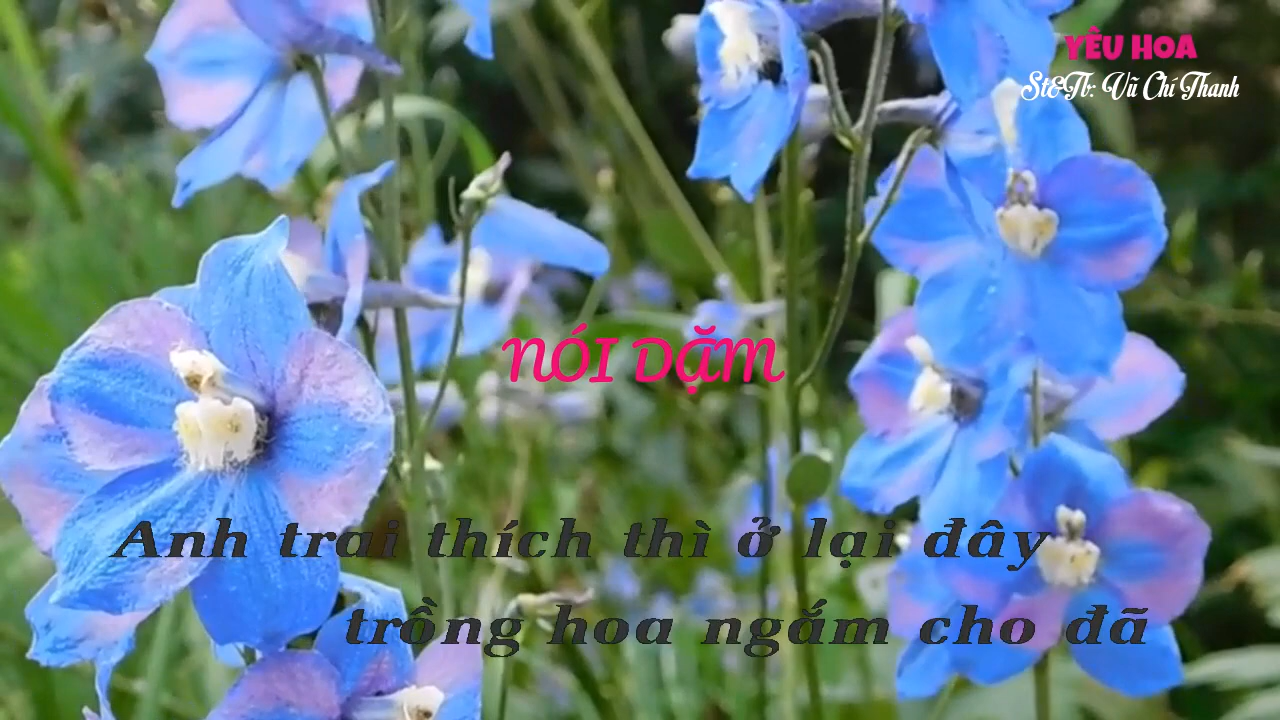 YÊU HOA
St&Tb: Vũ Chí Thanh
NÓI DẶM
Anh trai thích thì ở lại đây
trồng hoa ngắm cho đã